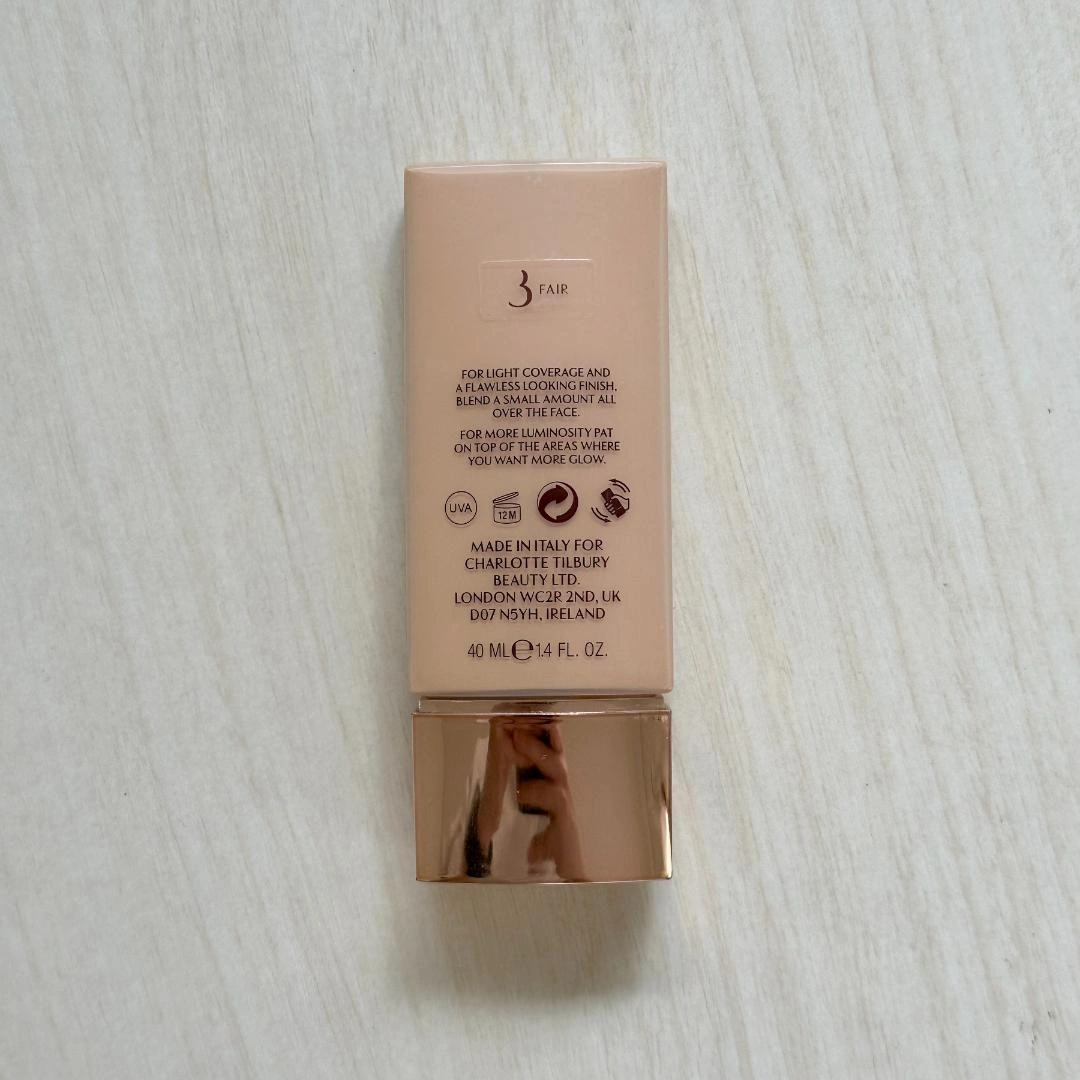 3 FAIR
FOR LIGHT COVERAGE AND
A FLAWLESS LOOKING FINISH,
BLEND A SMALL AMOUNT ALL
OVER THE FACE.
FOR MORE LUMINOSITY PAT
ON TOP OF THE AREAS WHERE
YOU WANT MORE GLOW.
UVA 12M
MADE IN ITALY FOR
CHARLOTTE TILBURY
BEAUTY LTD.
LONDON WC2R 2ND, UK
D07 N5YH, IRELAND
40 ML ℮ 1.4 FL. OZ.